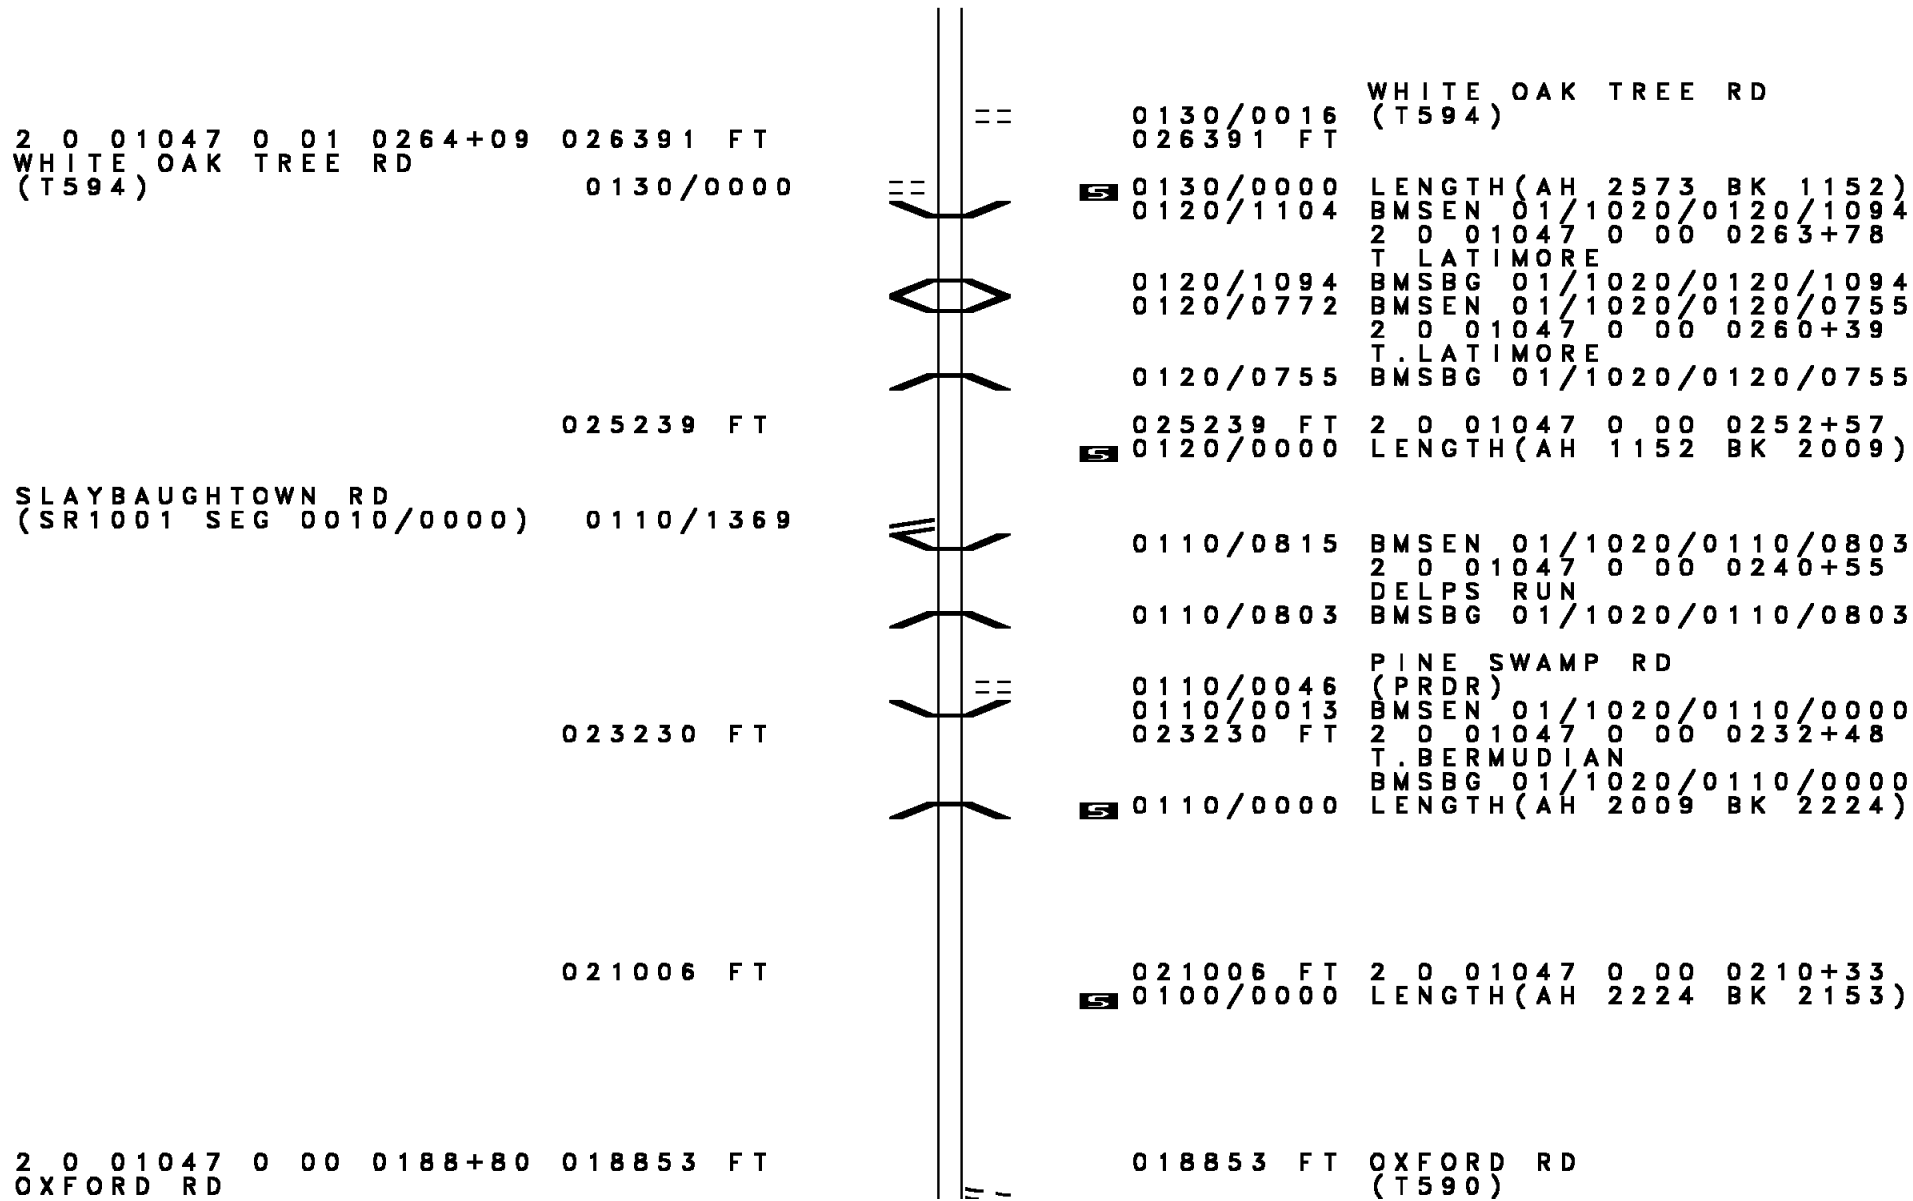 WHITE OAK TREE RD
0130/0016 (T594)
2 0 01047 0 01 0264+09 026391 FT 026391 FT
WHITE OAK TREE RD
(T594) 0130/0000 S 0130/0000 LENGTH(AH 2573 BK 1152)
0120/1104 BMSEN 01/1020/0120/1094
2 0 01047 0 00 0263+78
T LATIMORE
0120/1094 BMSBG 01/1020/0120/1094
0120/0772 BMSEN 01/1020/0120/0755
2 0 01047 0 00 0260+39
T.LATIMORE
0120/0755 BMSBG 01/1020/0120/0755
025239 FT 025239 FT 2 0 01047 0 00 0252+57
S 0120/0000 LENGTH(AH 1152 BK 2009)
SLAYBAUGHTOWN RD
(SR1001 SEG 0010/0000) 0110/1369
0110/0815 BMSEN 01/1020/0110/0803
2 0 01047 0 00 0240+55
DELPS RUN
0110/0803 BMSBG 01/1020/0110/0803
PINE SWAMP RD
0110/0046 (PRDR)
0110/0013 BMSEN 01/1020/0110/0000
023230 FT 023230 FT 2 0 01047 0 00 0232+48
T.BERMUDIAN
BMSBG 01/1020/0110/0000
S 0110/0000 LENGTH(AH 2009 BK 2224)
021006 FT 021006 FT 2 0 01047 0 00 0210+33
S 0100/0000 LENGTH(AH 2224 BK 2153)
2 0 01047 0 00 0188+80 018853 FT 018853 FT OXFORD RD
OXFORD RD (T590)